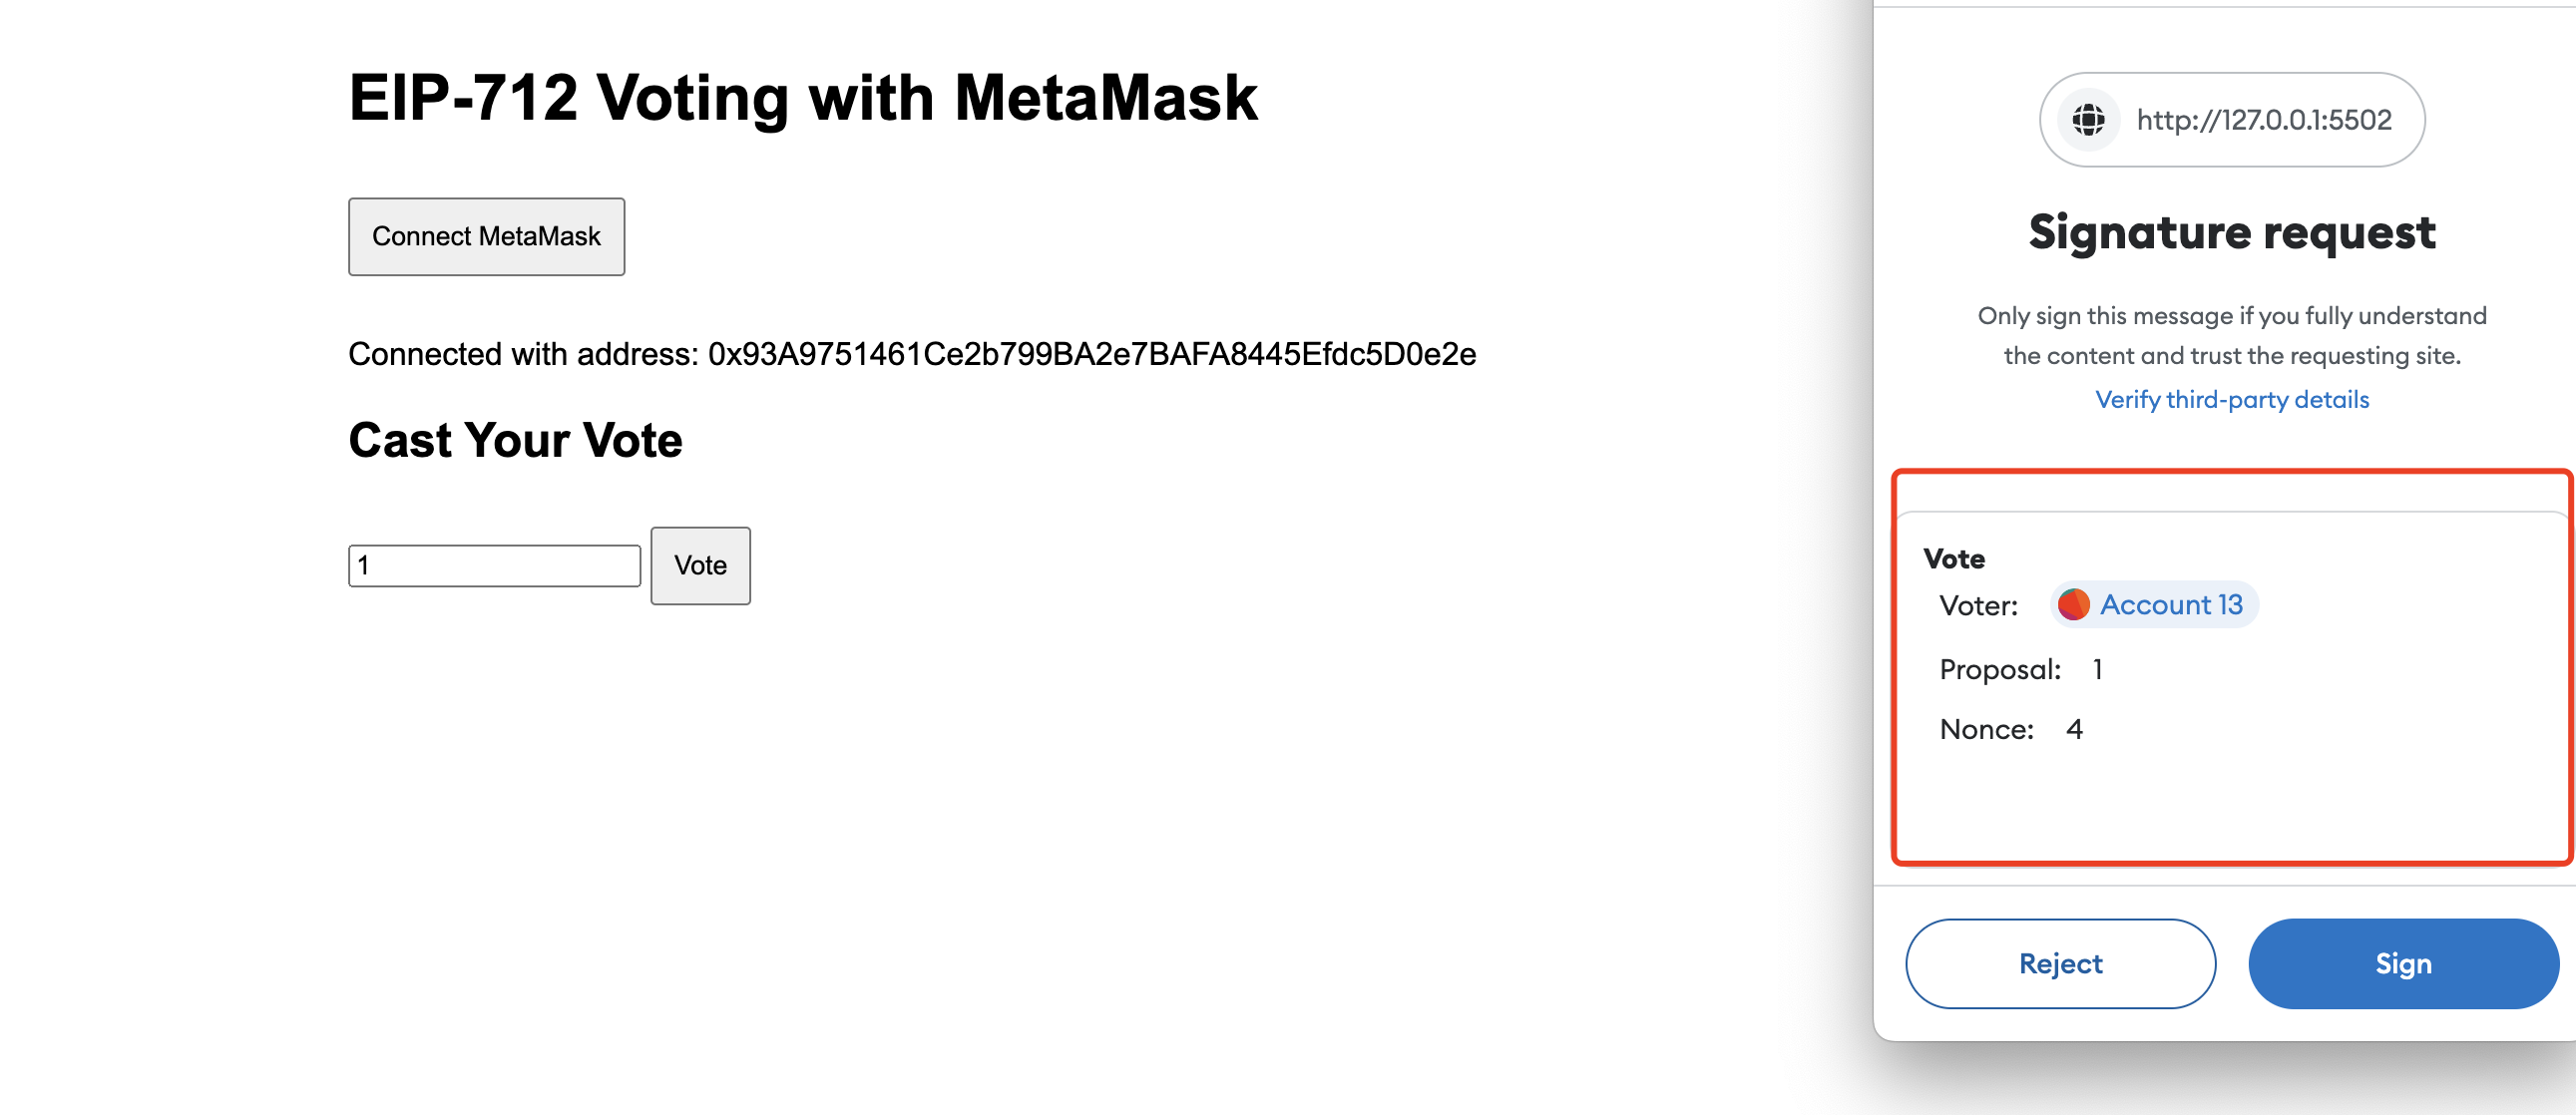 EIP-712 Voting with MetaMask
Connect MetaMask
Connected with address: 0x93A9751461Ce2b799BA2e7BAFA8445Efdc5D0e2e
Cast Your Vote
1
Vote
http://127.0.0.1:5502
Signature request
Only sign this message if you fully understand
the content and trust the requesting site.
Verify third-party details
Vote
Voter: Account 13
Proposal: 1
Nonce: 4
Reject
Sign